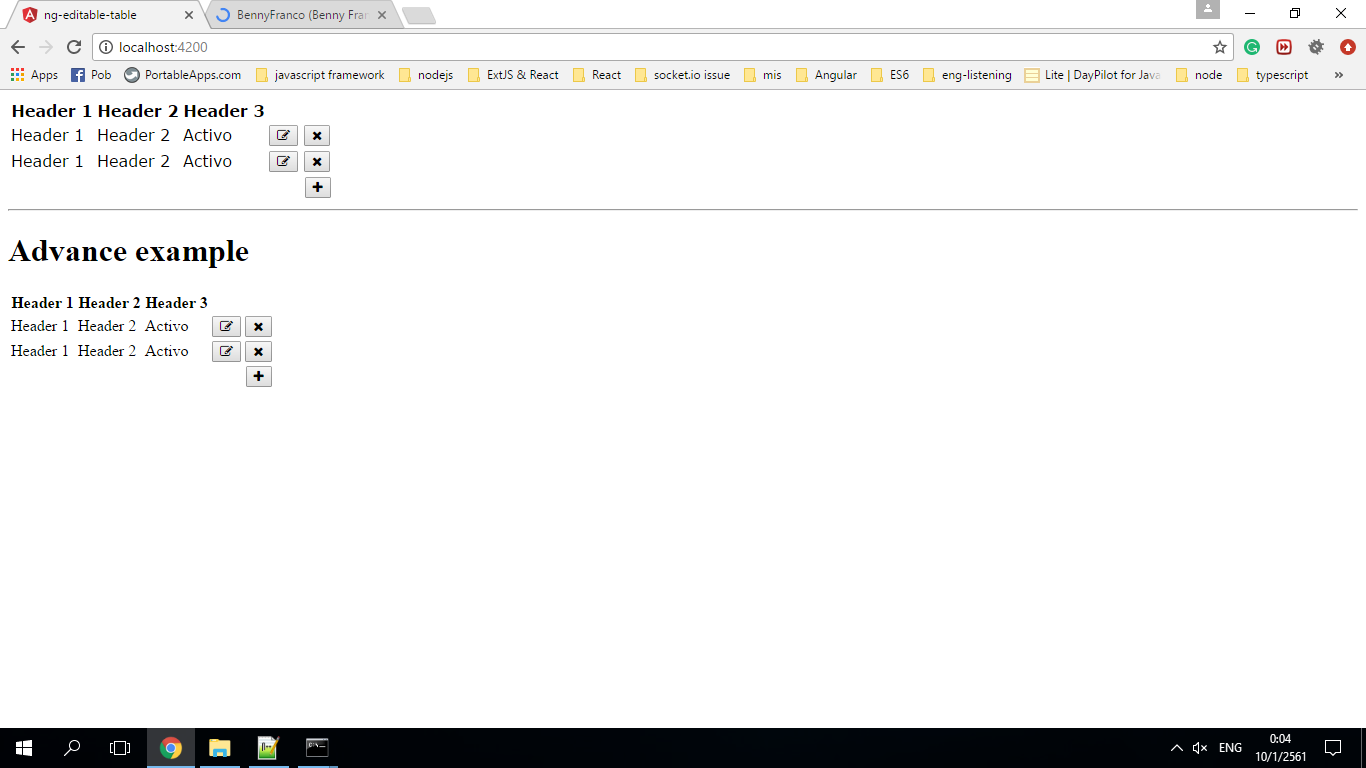 ng-editable-table
BennyFranco (Benny Fran
localhost:4200
Apps Pob PortableApps.com javascript framework nodejs ExtJS & React React socket.io issue mis Angular ES6 eng-listening Lite | DayPilot for Java node typescript »
Header 1 Header 2 Header 3
Header 1 Header 2 Activo
Header 1 Header 2 Activo
Advance example
Header 1 Header 2 Header 3
Header 1 Header 2 Activo
Header 1 Header 2 Activo
ENG
0:04
10/1/2561